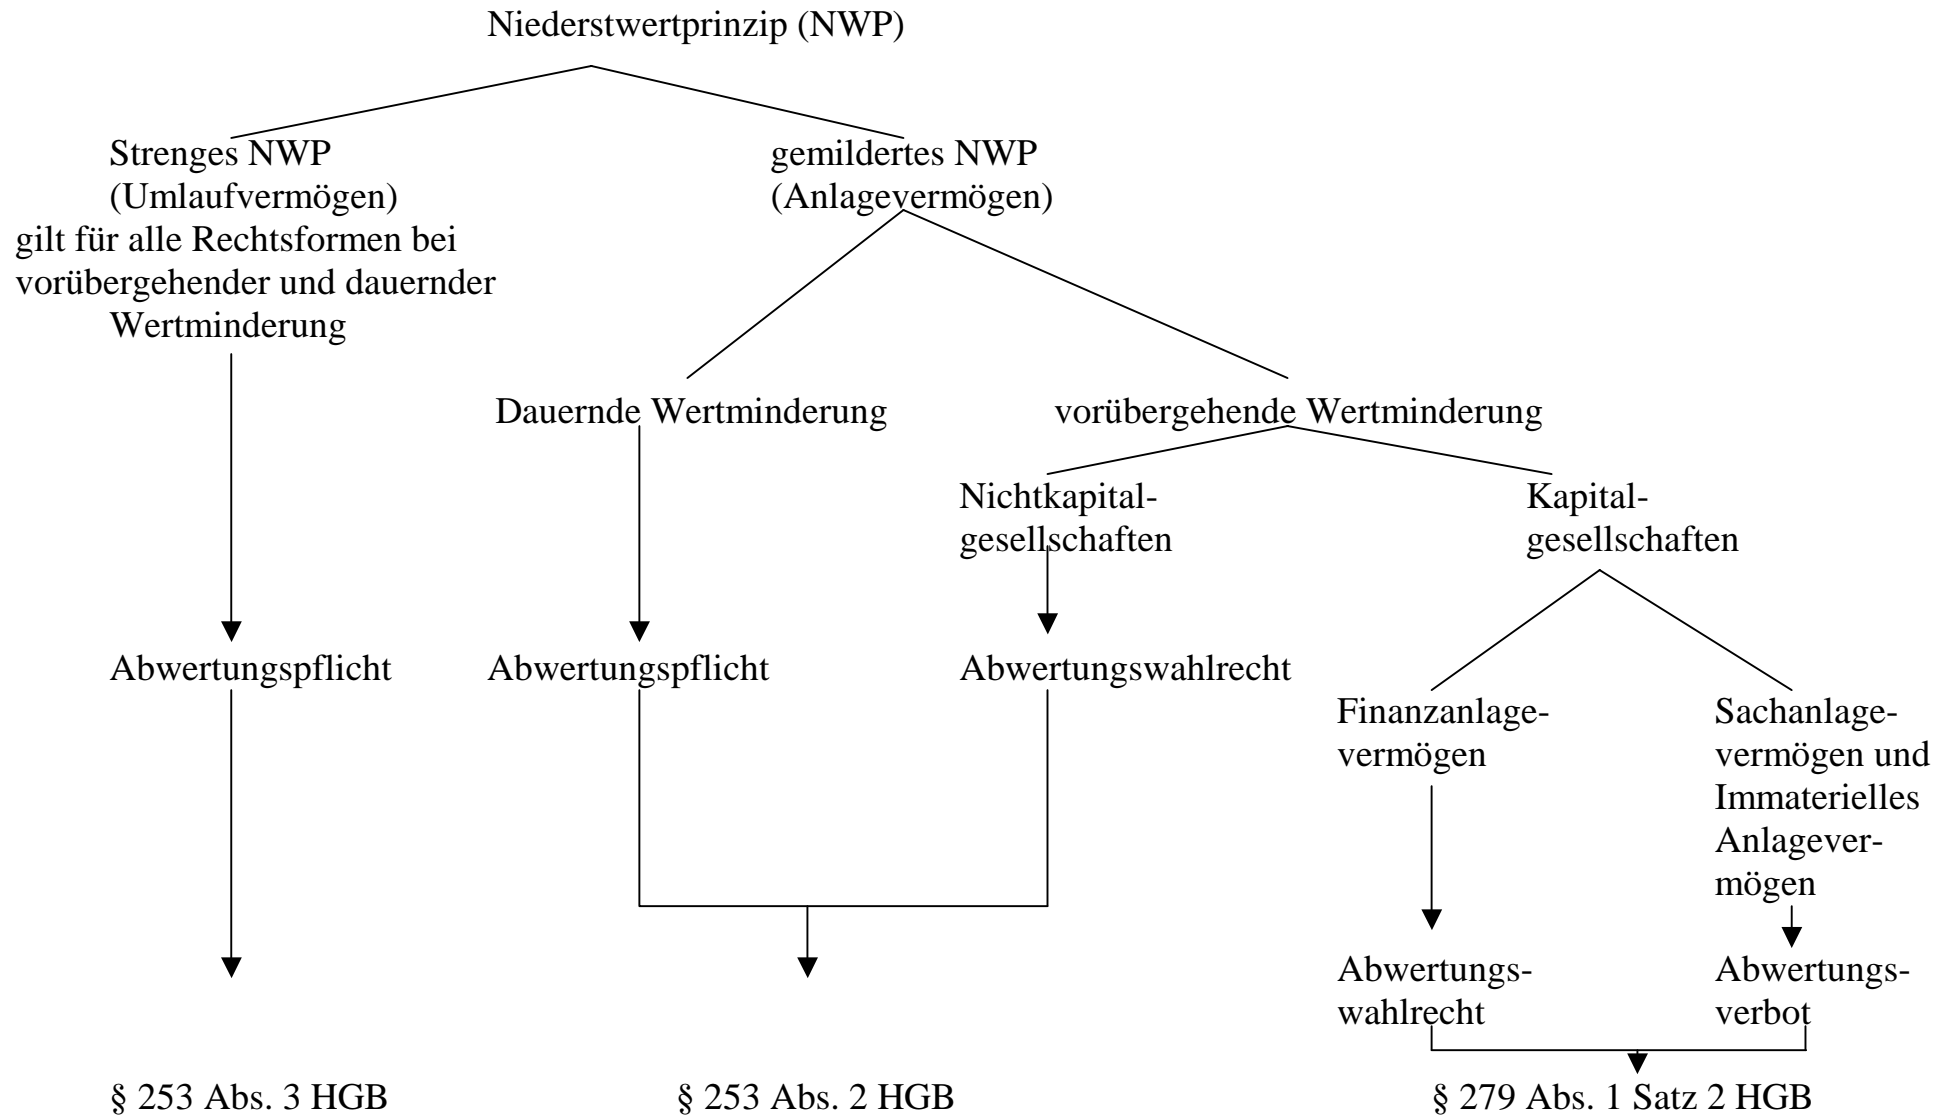 Niederstwertprinzip (NWP)
Strenges NWP
(Umlaufvermögen)
gilt für alle Rechtsformen bei
vorübergehender und dauernder
Wertminderung
gemildertes NWP
(Anlagevermögen)
Dauernde Wertminderung
vorübergehende Wertminderung
Nichtkapital-
gesellschaften
Kapital-
gesellschaften
Abwertungspflicht
Abwertungspflicht
Abwertungswahlrecht
Finanzanlage-
vermögen
Sachanlage-
vermögen und
Immaterielles
Anlagever-
mögen
Abwertungs-
wahlrecht
Abwertungs-
verbot
§ 253 Abs. 3 HGB
§ 253 Abs. 2 HGB
§ 279 Abs. 1 Satz 2 HGB